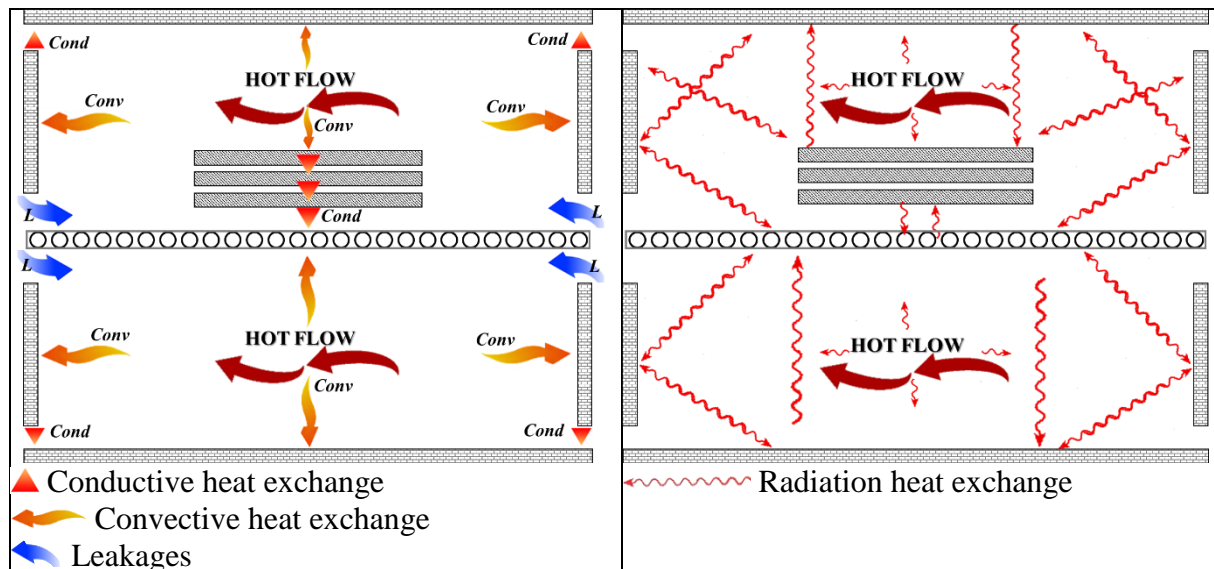 Cond
Cond
HOT FLOW
Conv
Conv
Conv
L
L
Cond
L
L
HOT FLOW
Conv
Conv
Conv
Cond
Cond
HOT FLOW
HOT FLOW
Conductive heat exchange
Convective heat exchange
Leakages
Radiation heat exchange